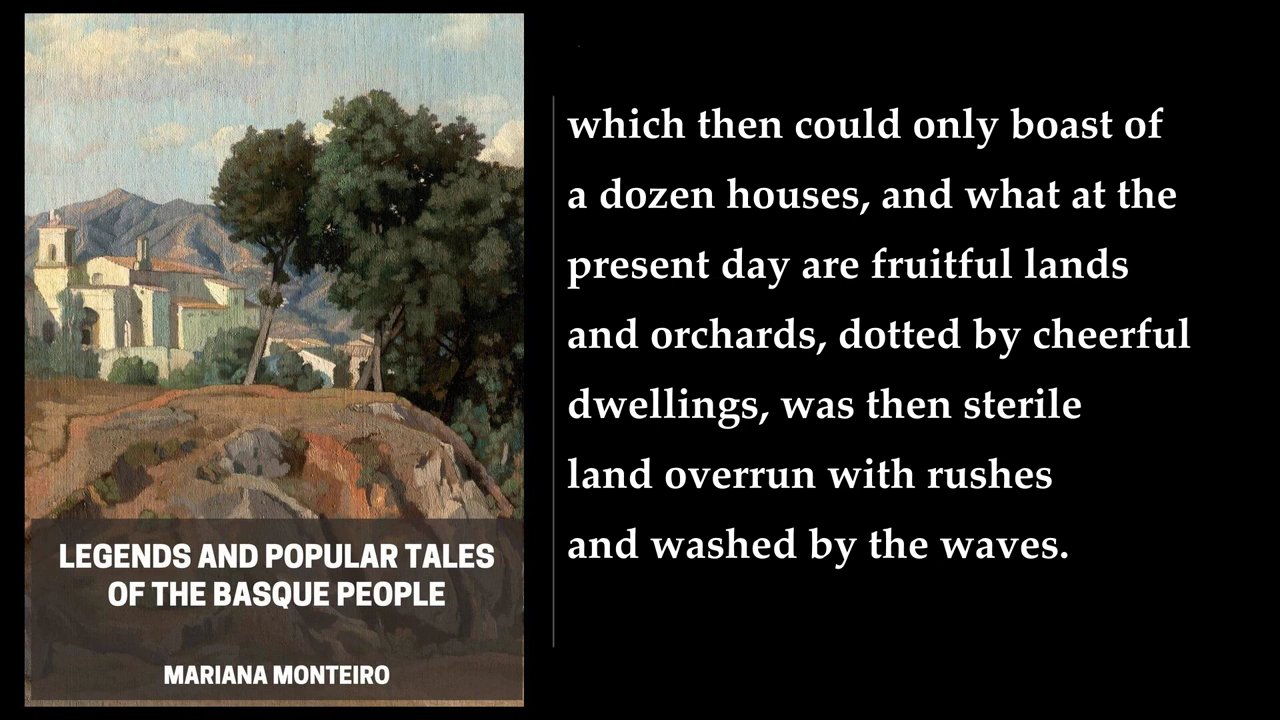 which then could only boast of
a dozen houses, and what at the
present day are fruitful lands
and orchards, dotted by cheerful
dwellings, was then sterile
land overrun with rushes
and washed by the waves.
LEGENDS AND POPULAR TALES
OF THE BASQUE PEOPLE
MARIANA MONTEIRO